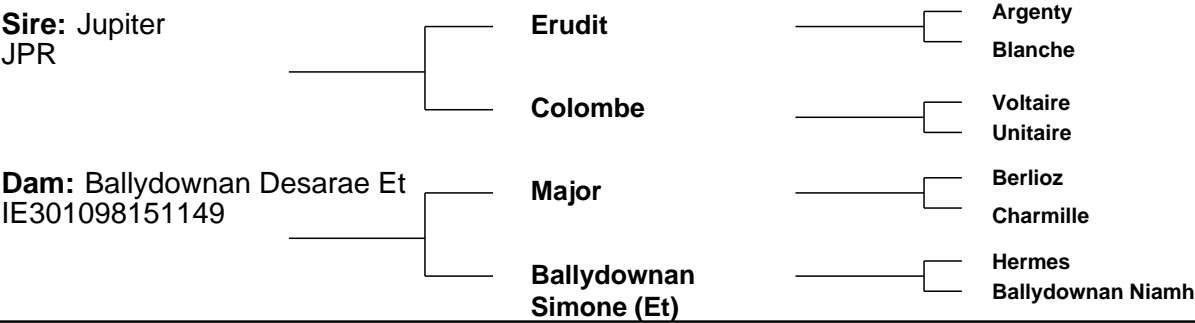 Sire: Jupiter
JPR
Erudit
Argenty
Blanche
Colombe
Voltaire
Unitaire
Dam: Ballydownan Desarae Et
IE301098151149
Major
Berlioz
Charmille
Ballydownan
Simone (Et)
Hermes
Ballydownan Niamh